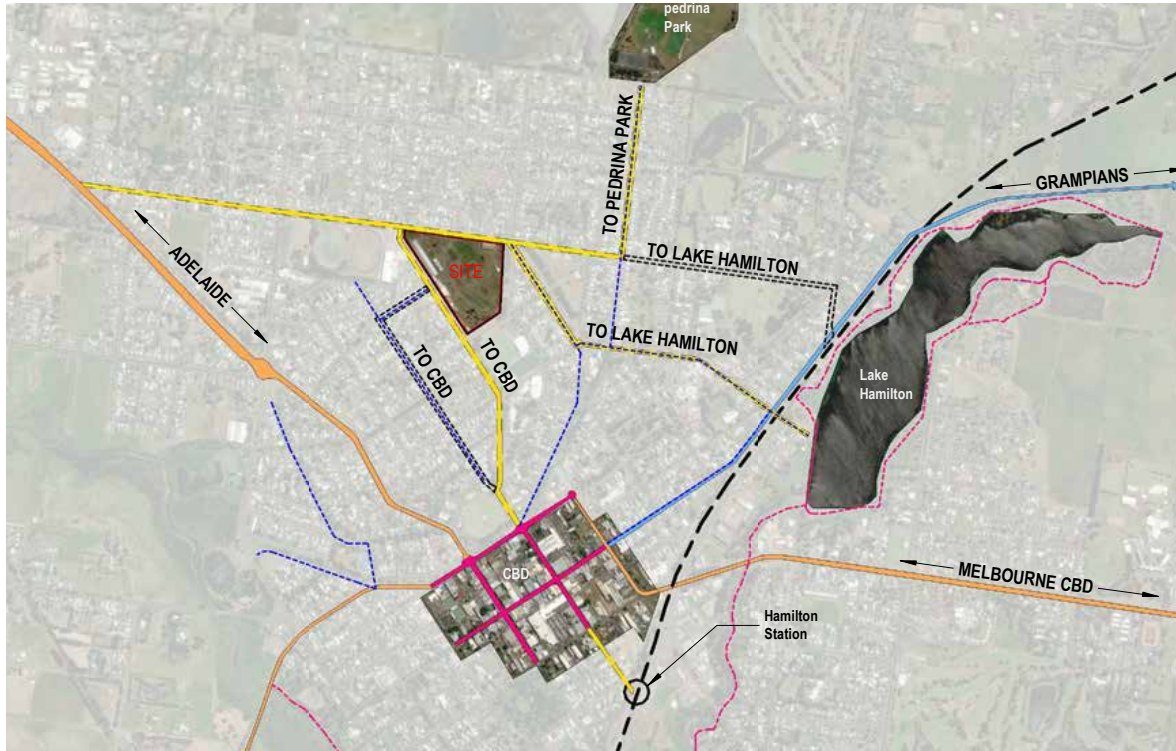 pedrina
Park
TO PEDRINA PARK
GRAMPIANS
ADELAIDE
SITE
TO LAKE HAMILTON
TO LAKE HAMILTON
TO CBD
TO CBD
Lake
Hamilton
CBD
MELBOURNE CBD
Hamilton
Station